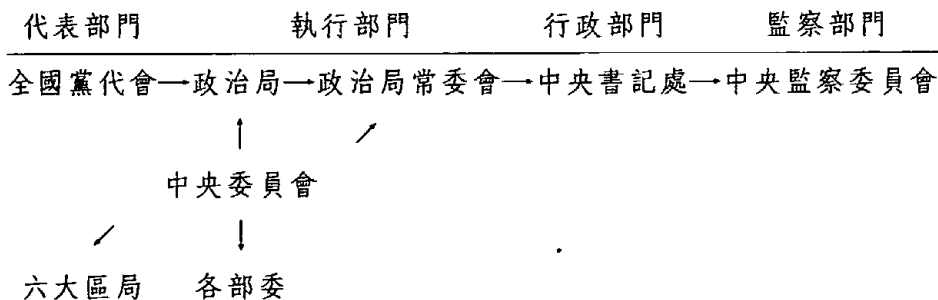 代表部門 執行部門 行政部門 監察部門
全國黨代會→政治局→政治局常委會→中央書記處→中央監察委員會
中央委員會
六大區局 各部委